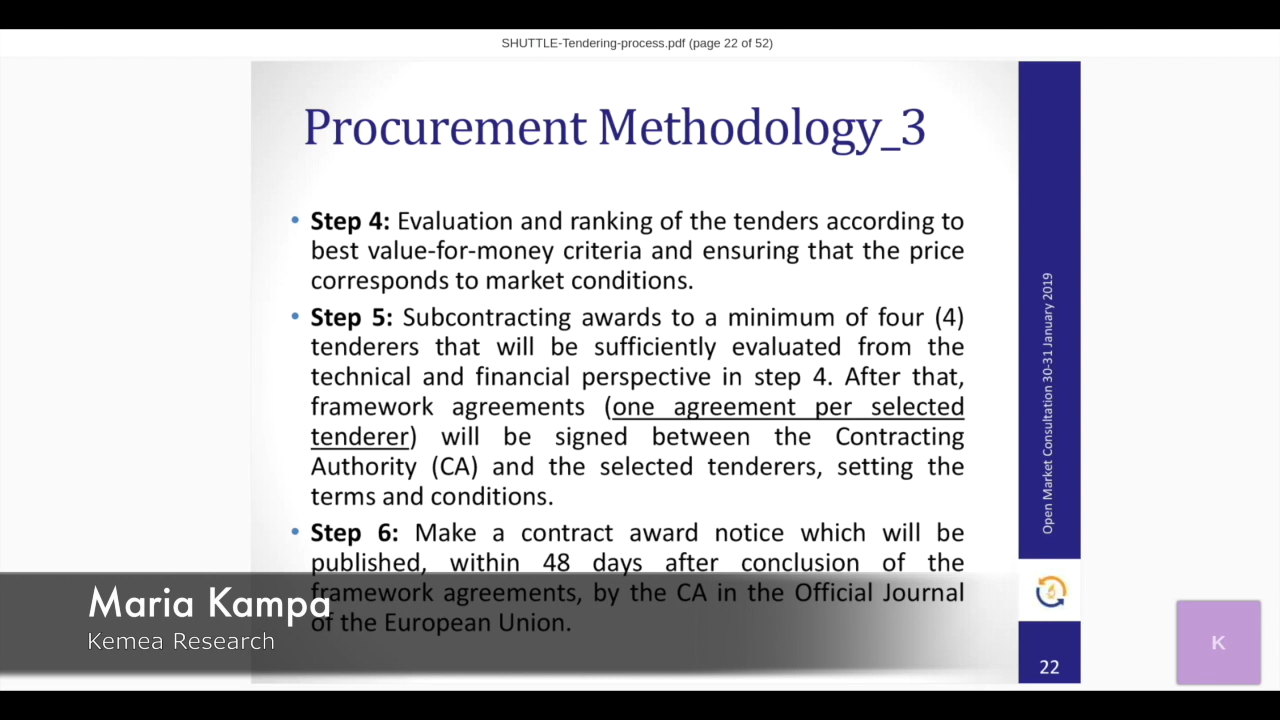 SHUTTLE-Tendering-process.pdf (page 22 of 52)
Procurement Methodology_3
• Step 4: Evaluation and ranking of the tenders according to
best value-for-money criteria and ensuring that the price
corresponds to market conditions.
• Step 5: Subcontracting awards to a minimum of four (4)
tenderers that will be sufficiently evaluated from the
technical and financial perspective in step 4. After that,
framework agreements (one agreement per selected
tenderer) will be signed between the Contracting
Authority (CA) and the selected tenderers, setting the
terms and conditions.
• Step 6: Make a contract award notice which will be
published, within 48 days after conclusion of the
framework agreements, by the CA in the Official Journal
of the European Union.
Open Market Consultation 30-31 January 2019
22
Maria Kampa
Kemea Research
K